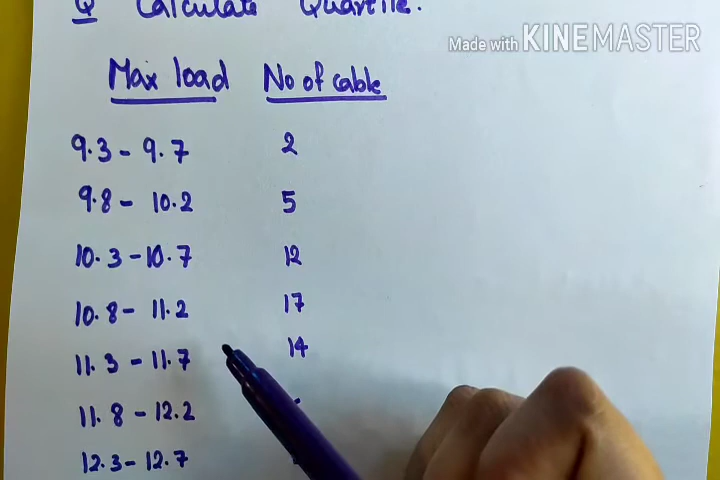 Q Calculate Quartile.
Made with KINEMASTER
Max load No of cable
9.3 - 9.7 2
9.8 - 10.2 5
10.3 - 10.7 12
10.8 - 11.2 17
11.3 - 11.7 14
11.8 - 12.2
12.3 - 12.7